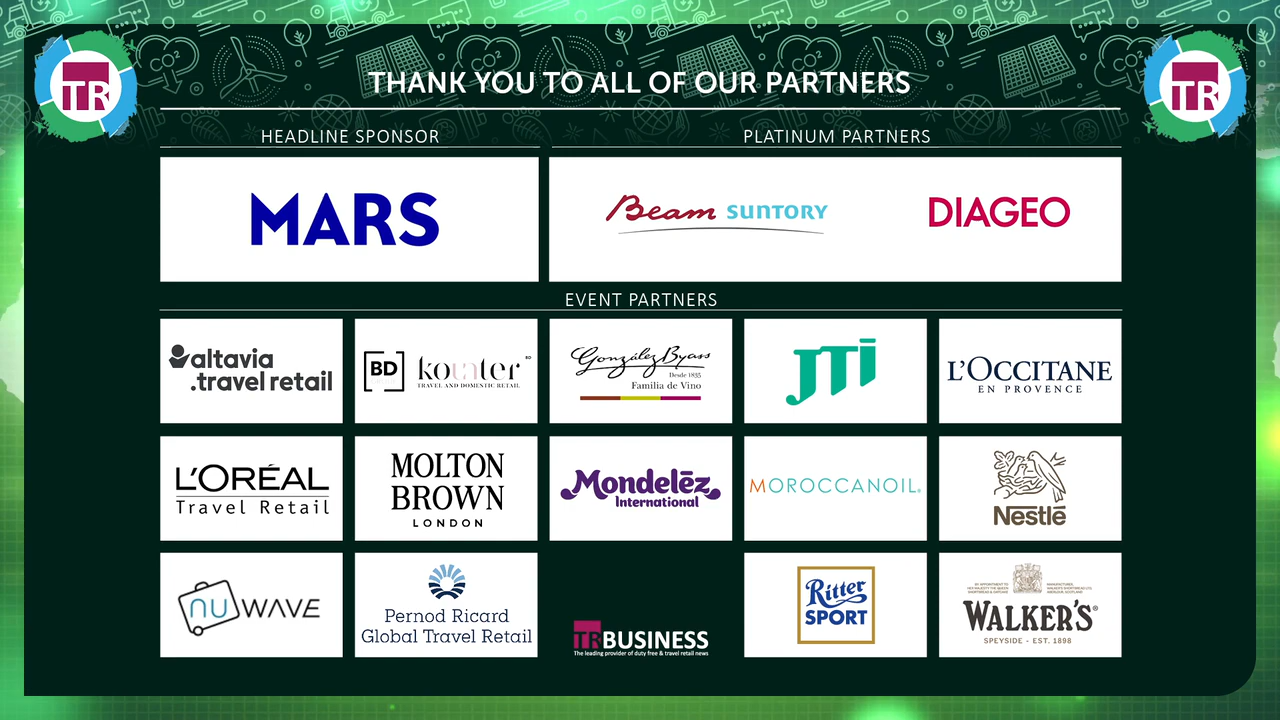 TR
TR
THANK YOU TO ALL OF OUR PARTNERS
HEADLINE SPONSOR
PLATINUM PARTNERS
MARS
Beam SUNTORY
DIAGEO
EVENT PARTNERS
altavia
.travel retail
BD
kounter BD
TRAVEL AND DOMESTIC RETAIL
González Byass
Desde 1835
Familia de Vino
JTi
L'OCCITANE
EN PROVENCE
L'ORÉAL
Travel Retail
MOLTON
BROWN
LONDON
Mondelēz
International
MOROCCANOIL®
Nestlé
nu WAVE
Pernod Ricard
Global Travel Retail
TRBUSINESS
The leading provider of duty free & travel retail news
Ritter
SPORT
WALKER'S®
SPEYSIDE - EST. 1898